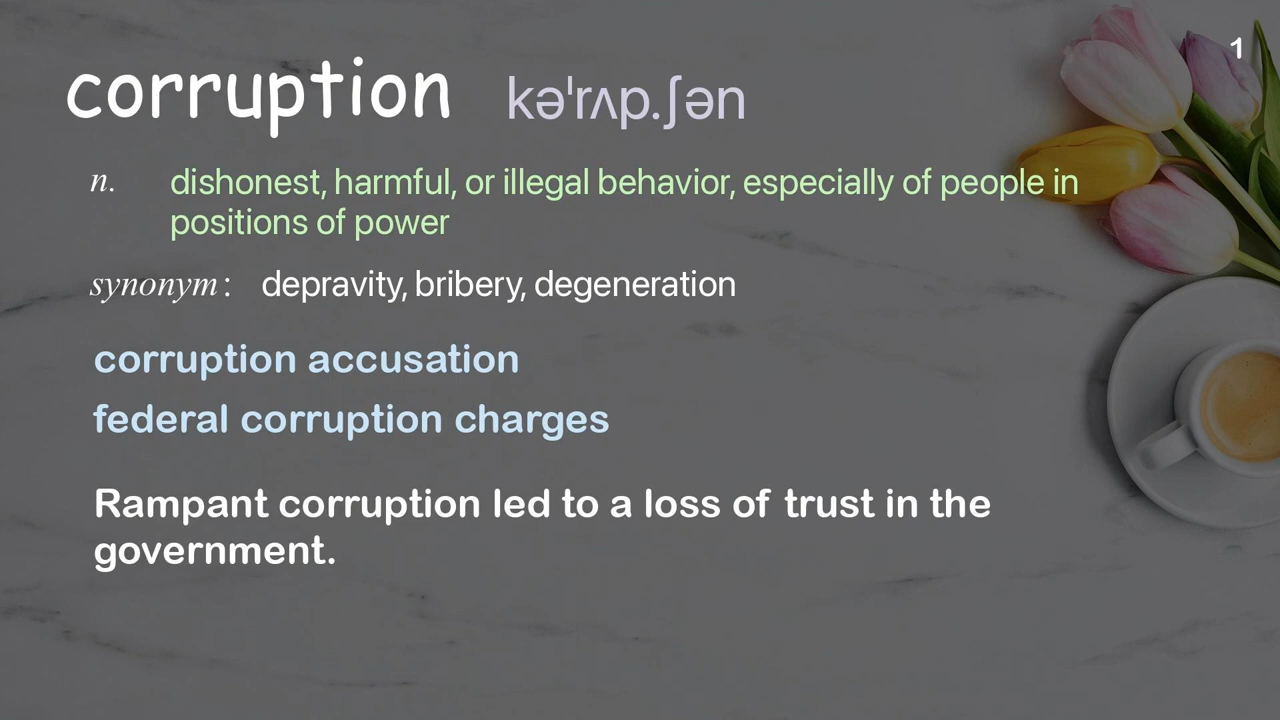 1
corruption kəˈrʌp.ʃən
n. dishonest, harmful, or illegal behavior, especially of people in
positions of power
synonym: depravity, bribery, degeneration
corruption accusation
federal corruption charges
Rampant corruption led to a loss of trust in the
government.